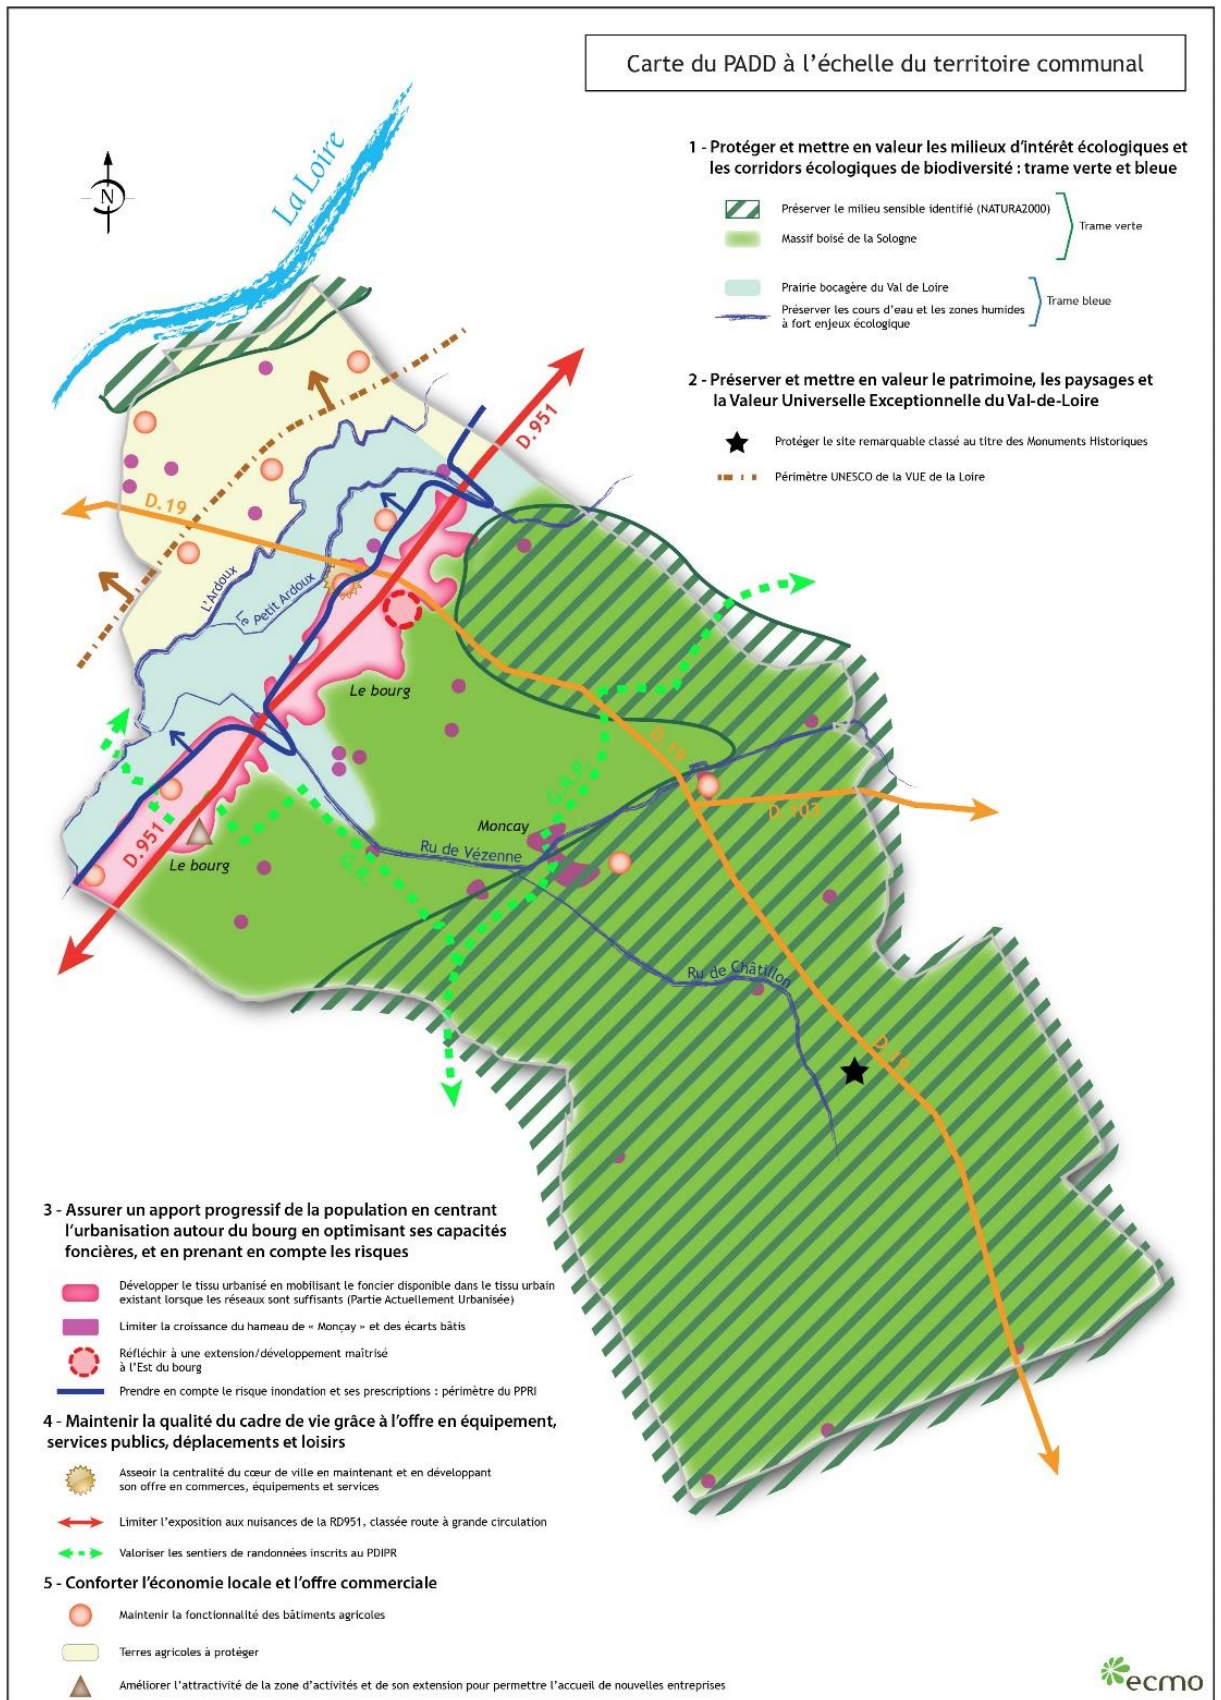 Carte du PADD à l'échelle du territoire communal
La Loire
N
1 - Protéger et mettre en valeur les milieux d'intérêt écologiques et
les corridors écologiques de biodiversité : trame verte et bleue
Préserver le milieu sensible identifié (NATURA2000)
Massif boisé de la Sologne
Trame verte
Prairie bocagère du Val de Loire
Préserver les cours d'eau et les zones humides
à fort enjeux écologique
Trame bleue
2 - Préserver et mettre en valeur le patrimoine, les paysages et
la Valeur Universelle Exceptionnelle du Val-de-Loire
Protéger le site remarquable classé au titre des Monuments Historiques
Périmètre UNESCO de la VUE de la Loire
D.951
D.19
L'Ardoux
Le Petit Ardoux
Le bourg
D.19
G.R.P.
D. 103
Moncay
D.951
Ru de Vézenne
Le bourg
G.R.
Ru de Châtillon
D.19
3 - Assurer un apport progressif de la population en centrant
l'urbanisation autour du bourg en optimisant ses capacités
foncières, et en prenant en compte les risques
Développer le tissu urbanisé en mobilisant le foncier disponible dans le tissu urbain
existant lorsque les réseaux sont suffisants (Partie Actuellement Urbanisée)
Limiter la croissance du hameau de « Monçay » et des écarts bâtis
Réfléchir à une extension/développement maîtrisé
à l'Est du bourg
Prendre en compte le risque inondation et ses prescriptions : périmètre du PPRI
4 - Maintenir la qualité du cadre de vie grâce à l'offre en équipement,
services publics, déplacements et loisirs
Asseoir la centralité du cœur de ville en maintenant et en développant
son offre en commerces, équipements et services
Limiter l'exposition aux nuisances de la RD951, classée route à grande circulation
Valoriser les sentiers de randonnées inscrits au PDIPR
5 - Conforter l'économie locale et l'offre commerciale
Maintenir la fonctionnalité des bâtiments agricoles
Terres agricoles à protéger
Améliorer l'attractivité de la zone d'activités et de son extension pour permettre l'accueil de nouvelles entreprises
ecmo